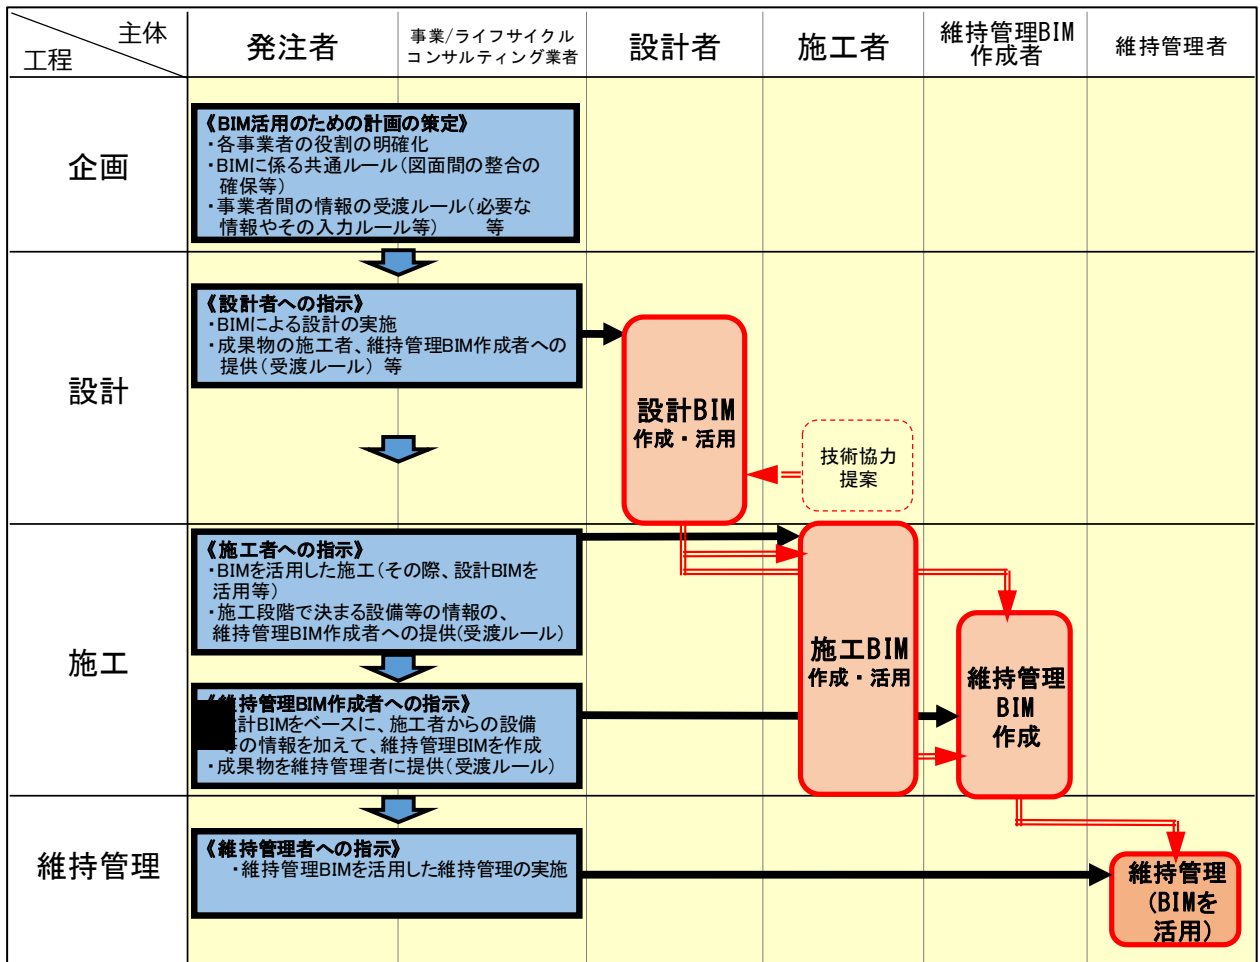 主体
工程
発注者
事業/ライフサイクル
コンサルティング業者
設計者
施工者
維持管理BIM
作成者
維持管理者
企画
《BIM活用のための計画の策定》
・各事業者の役割の明確化
・BIMに係る共通ルール(図面間の整合の
確保等)
・事業者間の情報の受渡ルール(必要な
情報やその入力ルール等) 等
設計
《設計者への指示》
・BIMによる設計の実施
・成果物の施工者、維持管理BIM作成者への
提供(受渡ルール) 等
設計BIM
作成・活用
技術協力
提案
施工
《施工者への指示》
・BIMを活用した施工(その際、設計BIMを
活用等)
・施工段階で決まる設備等の情報の、
維持管理BIM作成者への提供(受渡ルール)
施工BIM
作成・活用
《維持管理BIM作成者への指示》
計BIMをベースに、施工者からの設備
等の情報を加えて、維持管理BIMを作成
・成果物を維持管理者に提供(受渡ルール)
維持管理
BIM
作成
維持管理
《維持管理者への指示》
・維持管理BIMを活用した維持管理の実施
維持管理
(BIMを
活用)